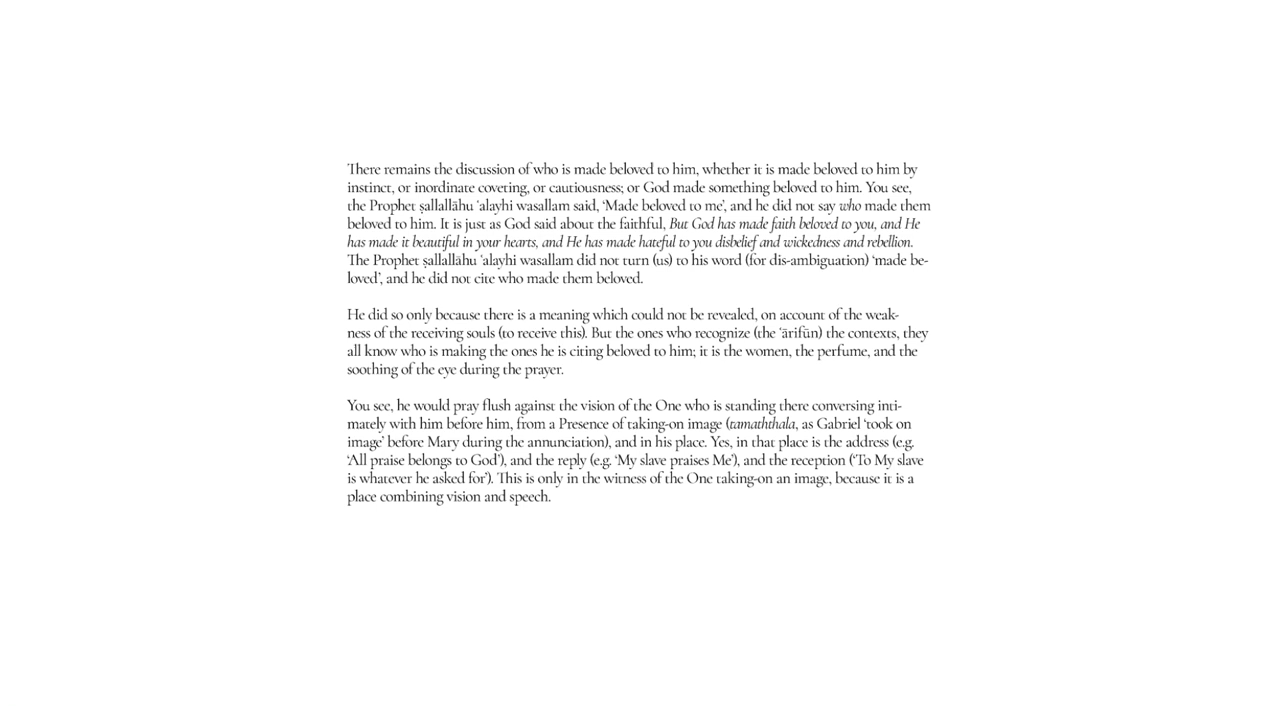 There remains the discussion of who is made beloved to him, whether it is made beloved to him by
instinct, or inordinate coveting, or cautiousness; or God made something beloved to him. You see,
the Prophet ṣallallāhu ʿalayhi wasallam said, ‘Made beloved to me’, and he did not say who made them
beloved to him. It is just as God said about the faithful, But God has made faith beloved to you, and He
has made it beautiful in your hearts, and He has made hateful to you disbelief and wickedness and rebellion.
The Prophet ṣallallāhu ʿalayhi wasallam did not turn (us) to his word (for dis-ambiguation) ‘made be-
loved’, and he did not cite who made them beloved.

He did so only because there is a meaning which could not be revealed, on account of the weak-
ness of the receiving souls (to receive this). But the ones who recognize (the ʿārifūn) the contexts, they
all know who is making the ones he is citing beloved to him; it is the women, the perfume, and the
soothing of the eye during the prayer.

You see, he would pray flush against the vision of the One who is standing there conversing inti-
mately with him before him, from a Presence of taking-on image (tamaththala, as Gabriel ‘took on
image’ before Mary during the annunciation), and in his place. Yes, in that place is the address (e.g.
‘All praise belongs to God’), and the reply (e.g. ‘My slave praises Me’), and the reception (‘To My slave
is whatever he asked for’). This is only in the witness of the One taking-on an image, because it is a
place combining vision and speech.